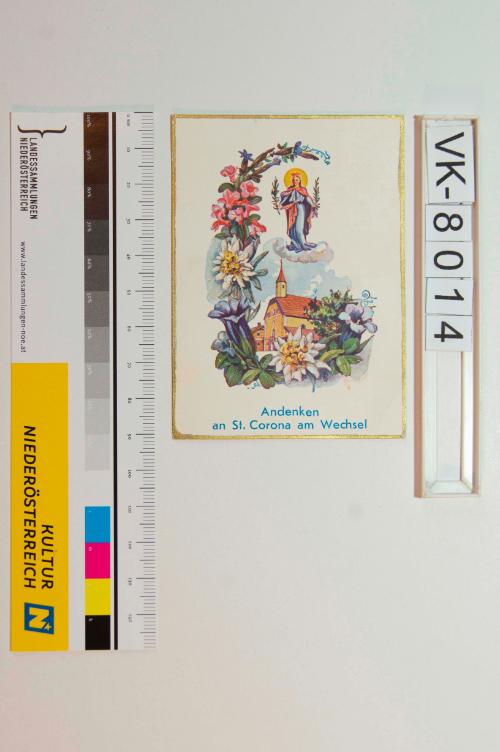 LANDESSAMMLUNGEN
NIEDERÖSTERREICH
www.landessammlungen-noe.at
KULTUR
NIEDERÖSTERREICH
N
Andenken
an St. Corona am Wechsel
VK-8014